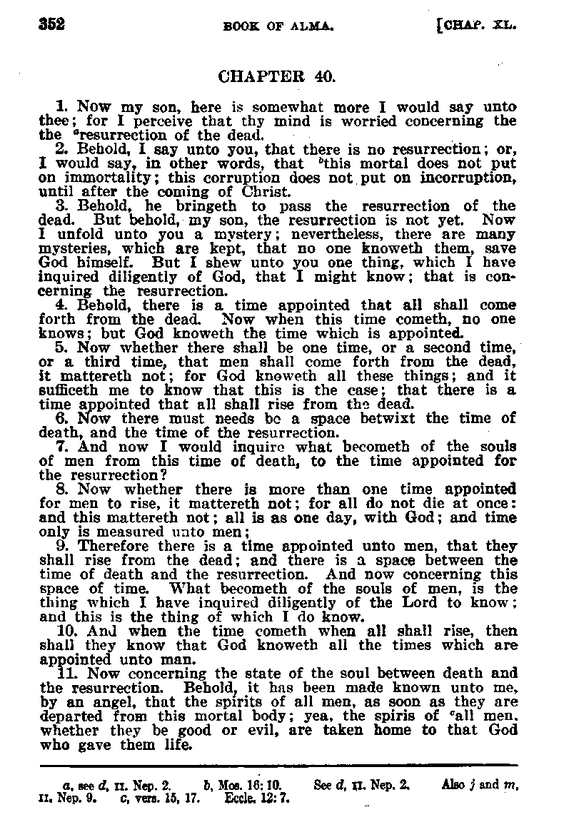 352 BOOK OF ALMA. [CHAP. XL.
CHAPTER 40.
1. Now my son, here is somewhat more I would say unto
thee; for I perceive that thy mind is worried concerning the
the ᵃresurrection of the dead.
2. Behold, I say unto you, that there is no resurrection; or,
I would say, in other words, that ᵇthis mortal does not put
on immortality; this corruption does not put on incorruption,
until after the coming of Christ.
3. Behold, he bringeth to pass the resurrection of the
dead. But behold, my son, the resurrection is not yet. Now
I unfold unto you a mystery; nevertheless, there are many
mysteries, which are kept, that no one knoweth them, save
God himself. But I shew unto you one thing, which I have
inquired diligently of God, that I might know; that is con-
cerning the resurrection.
4. Behold, there is a time appointed that all shall come
forth from the dead. Now when this time cometh, no one
knows; but God knoweth the time which is appointed.
5. Now whether there shall be one time, or a second time,
or a third time, that men shall come forth from the dead,
it mattereth not; for God knoweth all these things; and it
sufficeth me to know that this is the case; that there is a
time appointed that all shall rise from the dead.
6. Now there must needs be a space betwixt the time of
death, and the time of the resurrection.
7. And now I would inquire what becometh of the souls
of men from this time of death, to the time appointed for
the resurrection?
8. Now whether there is more than one time appointed
for men to rise, it mattereth not; for all do not die at once:
and this mattereth not; all is as one day, with God; and time
only is measured unto men;
9. Therefore there is a time appointed unto men, that they
shall rise from the dead; and there is a space between the
time of death and the resurrection. And now concerning this
space of time. What becometh of the souls of men, is the
thing which I have inquired diligently of the Lord to know;
and this is the thing of which I do know.
10. And when the time cometh when all shall rise, then
shall they know that God knoweth all the times which are
appointed unto man.
11. Now concerning the state of the soul between death and
the resurrection. Behold, it has been made known unto me,
by an angel, that the spirits of all men, as soon as they are
departed from this mortal body; yea, the spiris of ᶜall men,
whether they be good or evil, are taken home to that God
who gave them life.
a, see d, II. Nep. 2. b, Mos. 16:10. See d, II. Nep. 2. Also j and m,
II. Nep. 9. c, vers. 15, 17. Eccle. 12:7.